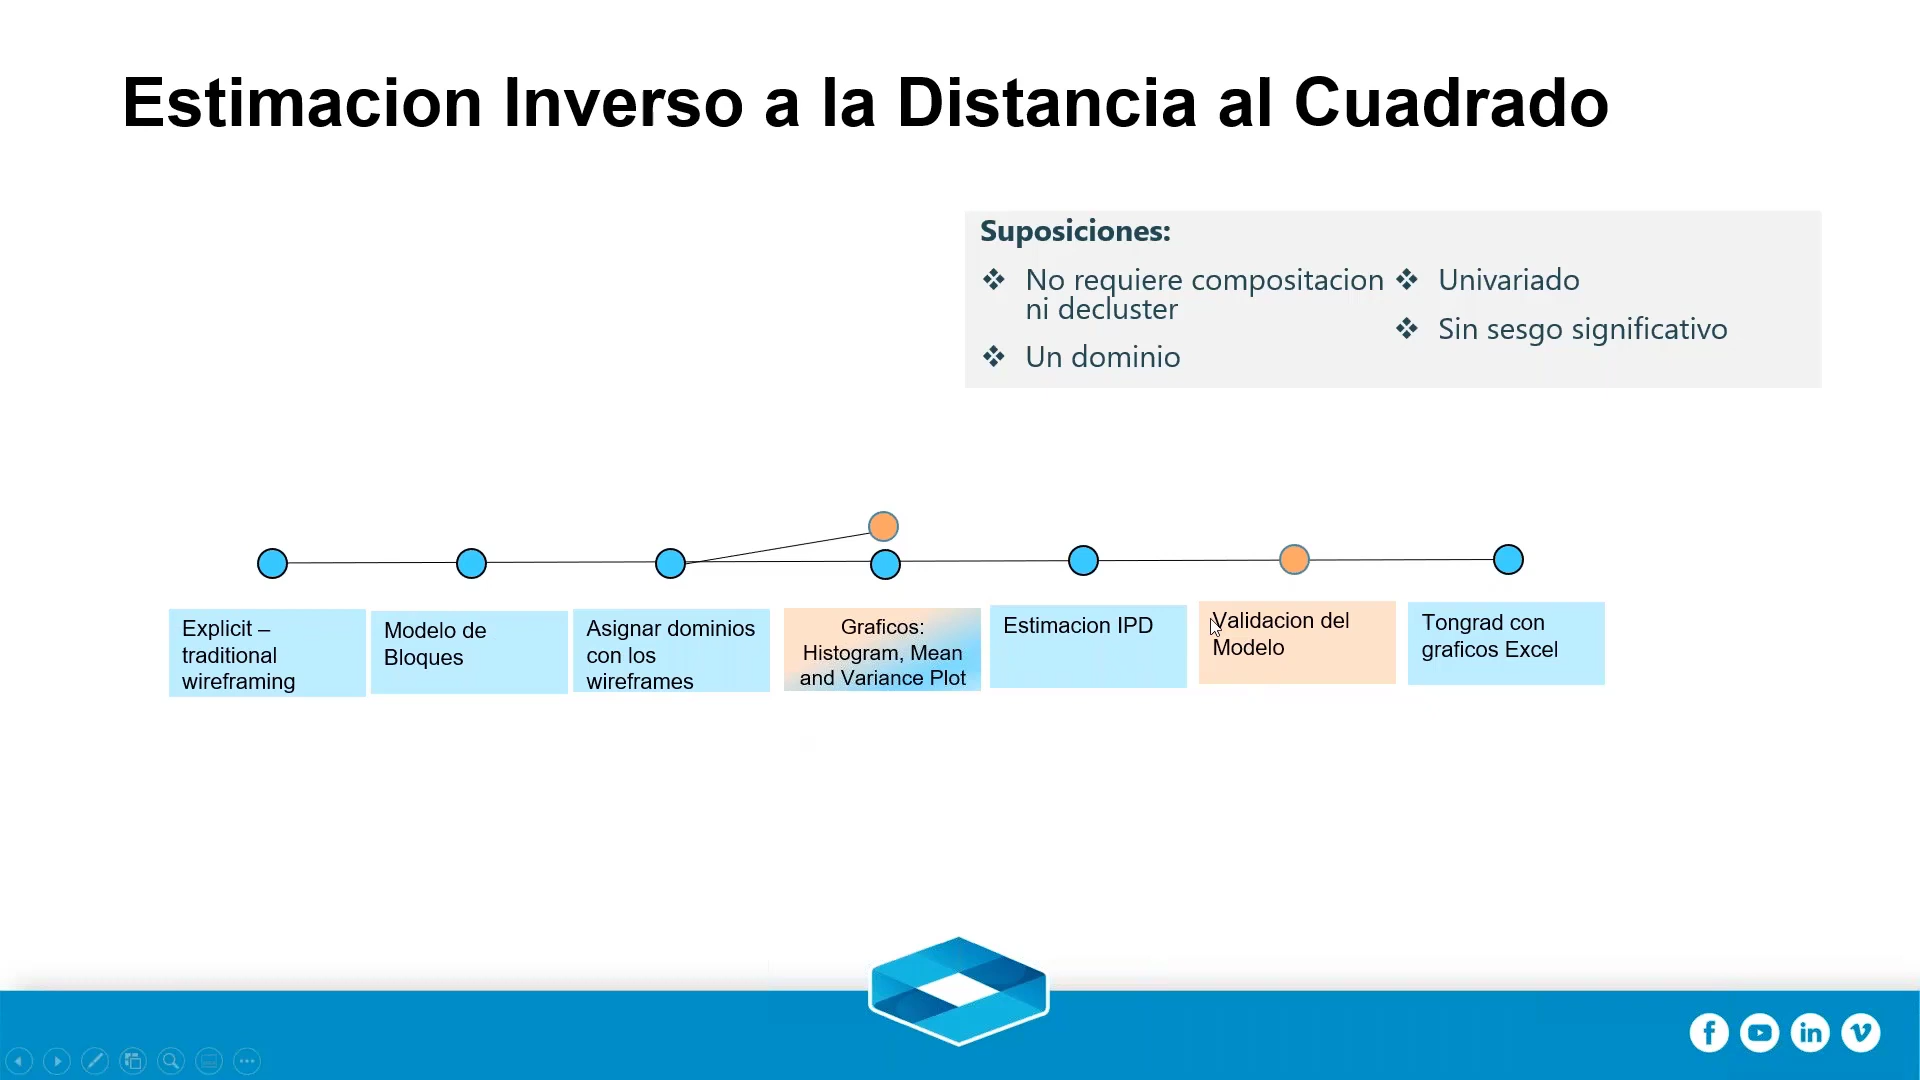 Estimacion Inverso a la Distancia al Cuadrado
Suposiciones:
❖ No requiere compositacion
ni decluster
❖ Un dominio
❖ Univariado
❖ Sin sesgo significativo
Explicit –
traditional
wireframing
Modelo de
Bloques
Asignar dominios
con los
wireframes
Graficos:
Histogram, Mean
and Variance Plot
Estimacion IPD
Validacion del
Modelo
Tongrad con
graficos Excel